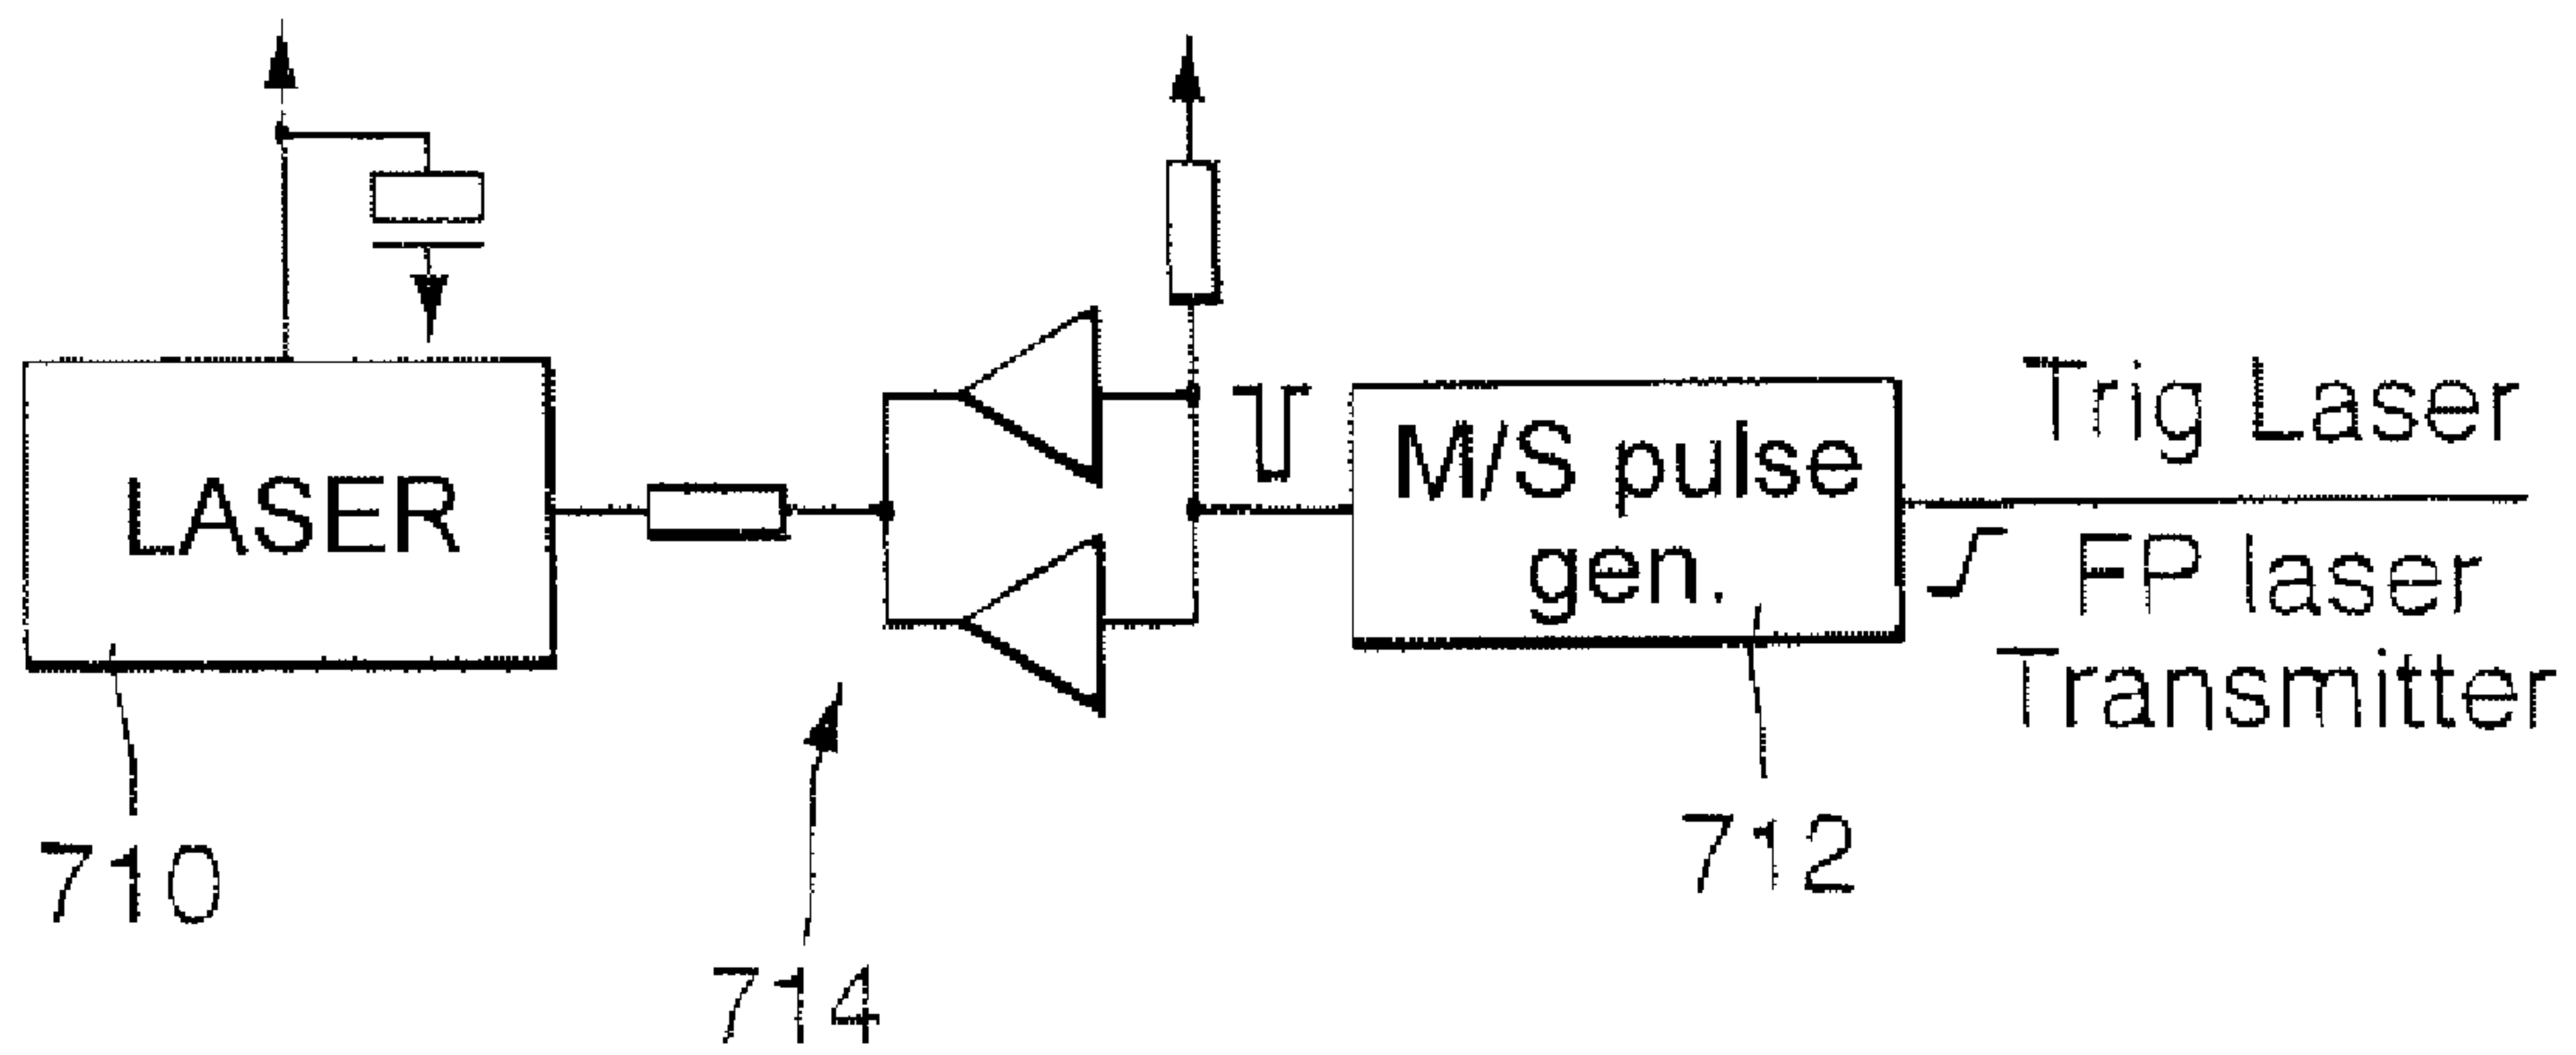 LASER
M/S pulse
gen.
Trig Laser
FP laser
Transmitter
710
712
714